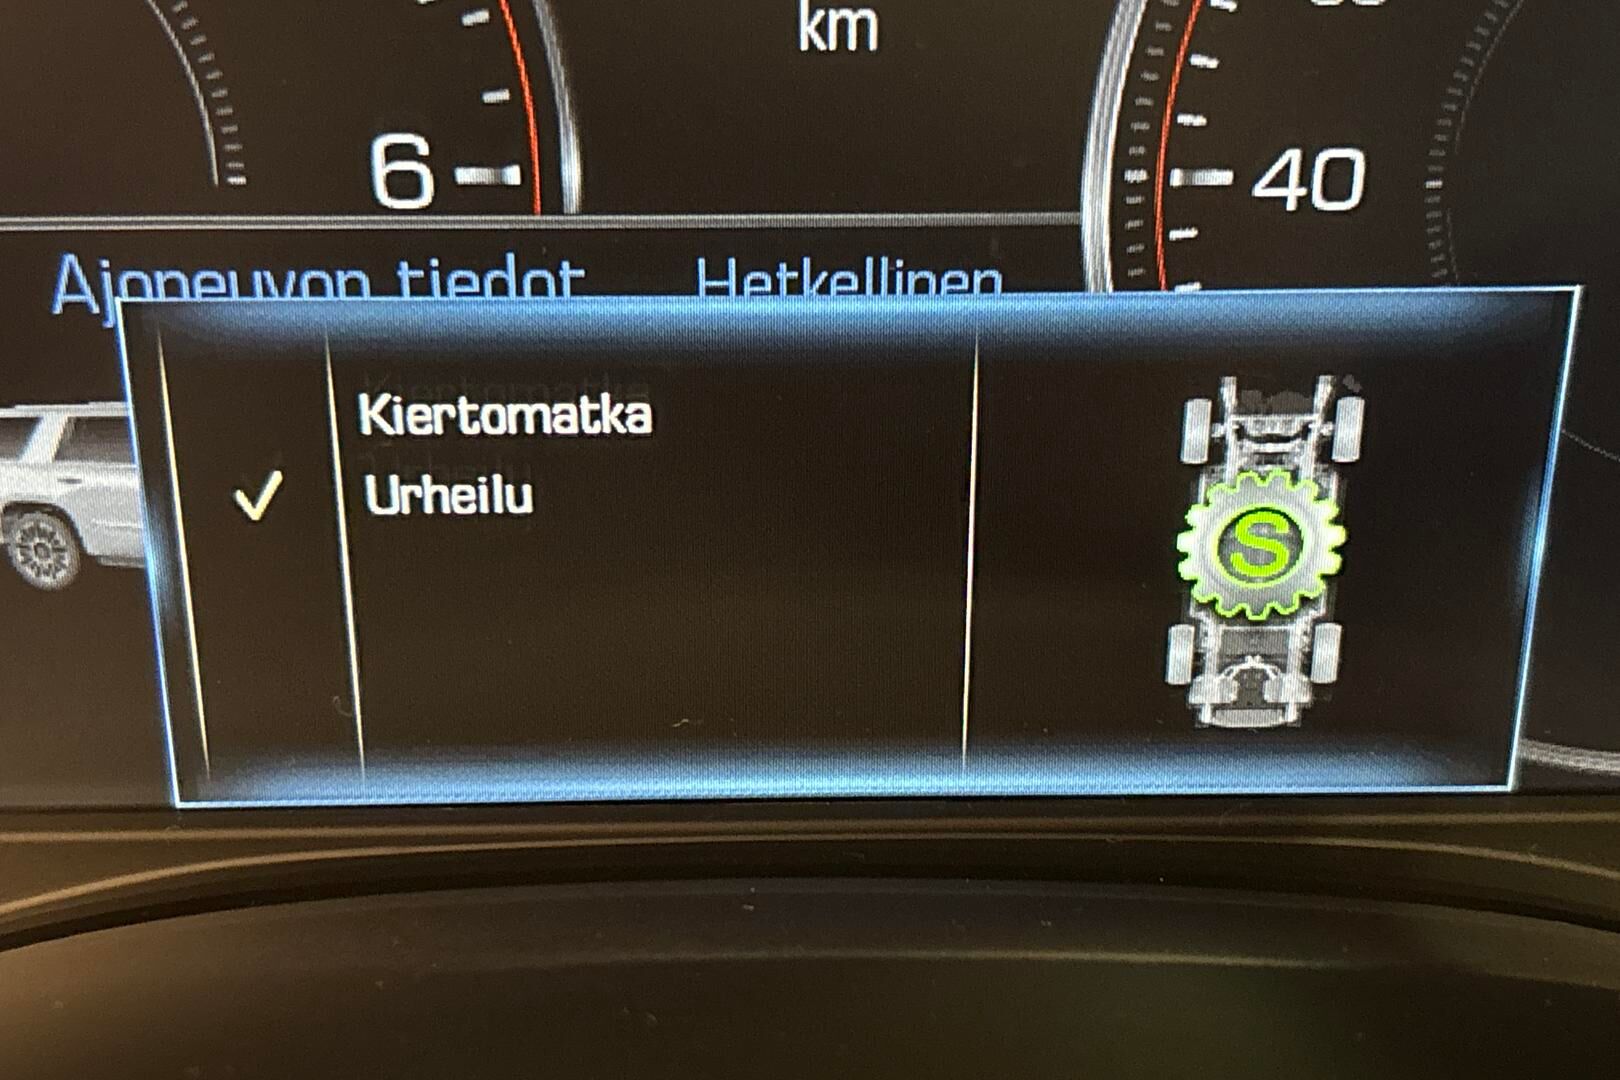 km
6
40
Ajoneuvon tiedot
Hetkellinen
Kiertomatka
Urheilu
S